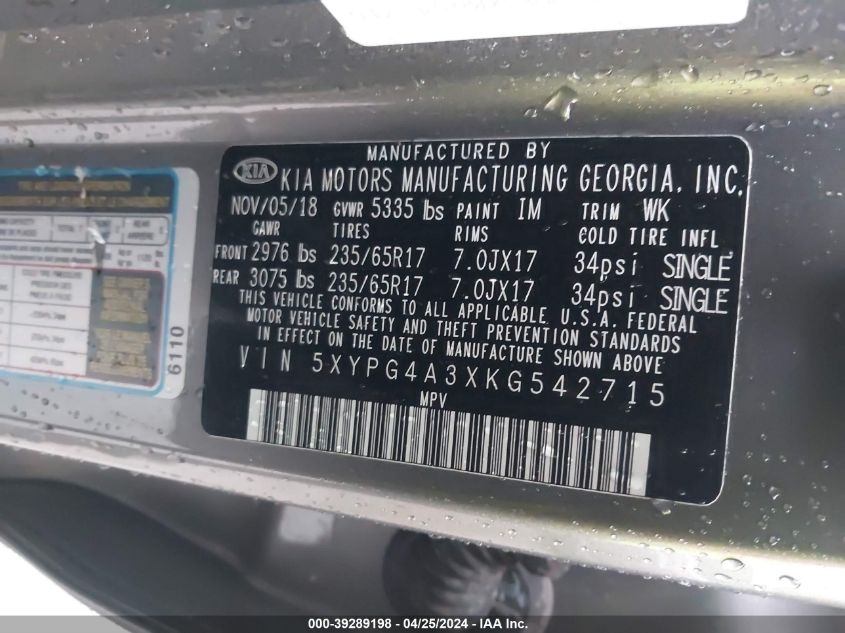 MANUFACTURED BY
KIA KIA MOTORS MANUFACTURING GEORGIA, INC.
NOV/05/18 GVWR 5335 lbs PAINT IM TRIM WK
GAWR TIRES RIMS COLD TIRE INFL
FRONT 2976 lbs 235/65R17 7.0JX17 34psi SINGLE
REAR 3075 lbs 235/65R17 7.0JX17 34psi SINGLE
THIS VEHICLE CONFORMS TO ALL APPLICABLE U.S.A. FEDERAL
MOTOR VEHICLE SAFETY AND THEFT PREVENTION STANDARDS
IN EFFECT ON THE DATE OF MANUFACTURE SHOWN ABOVE
VIN 5XYPG4A3XKG542715
MPV
6110
000-39289198 - 04/25/2024 - IAA Inc.